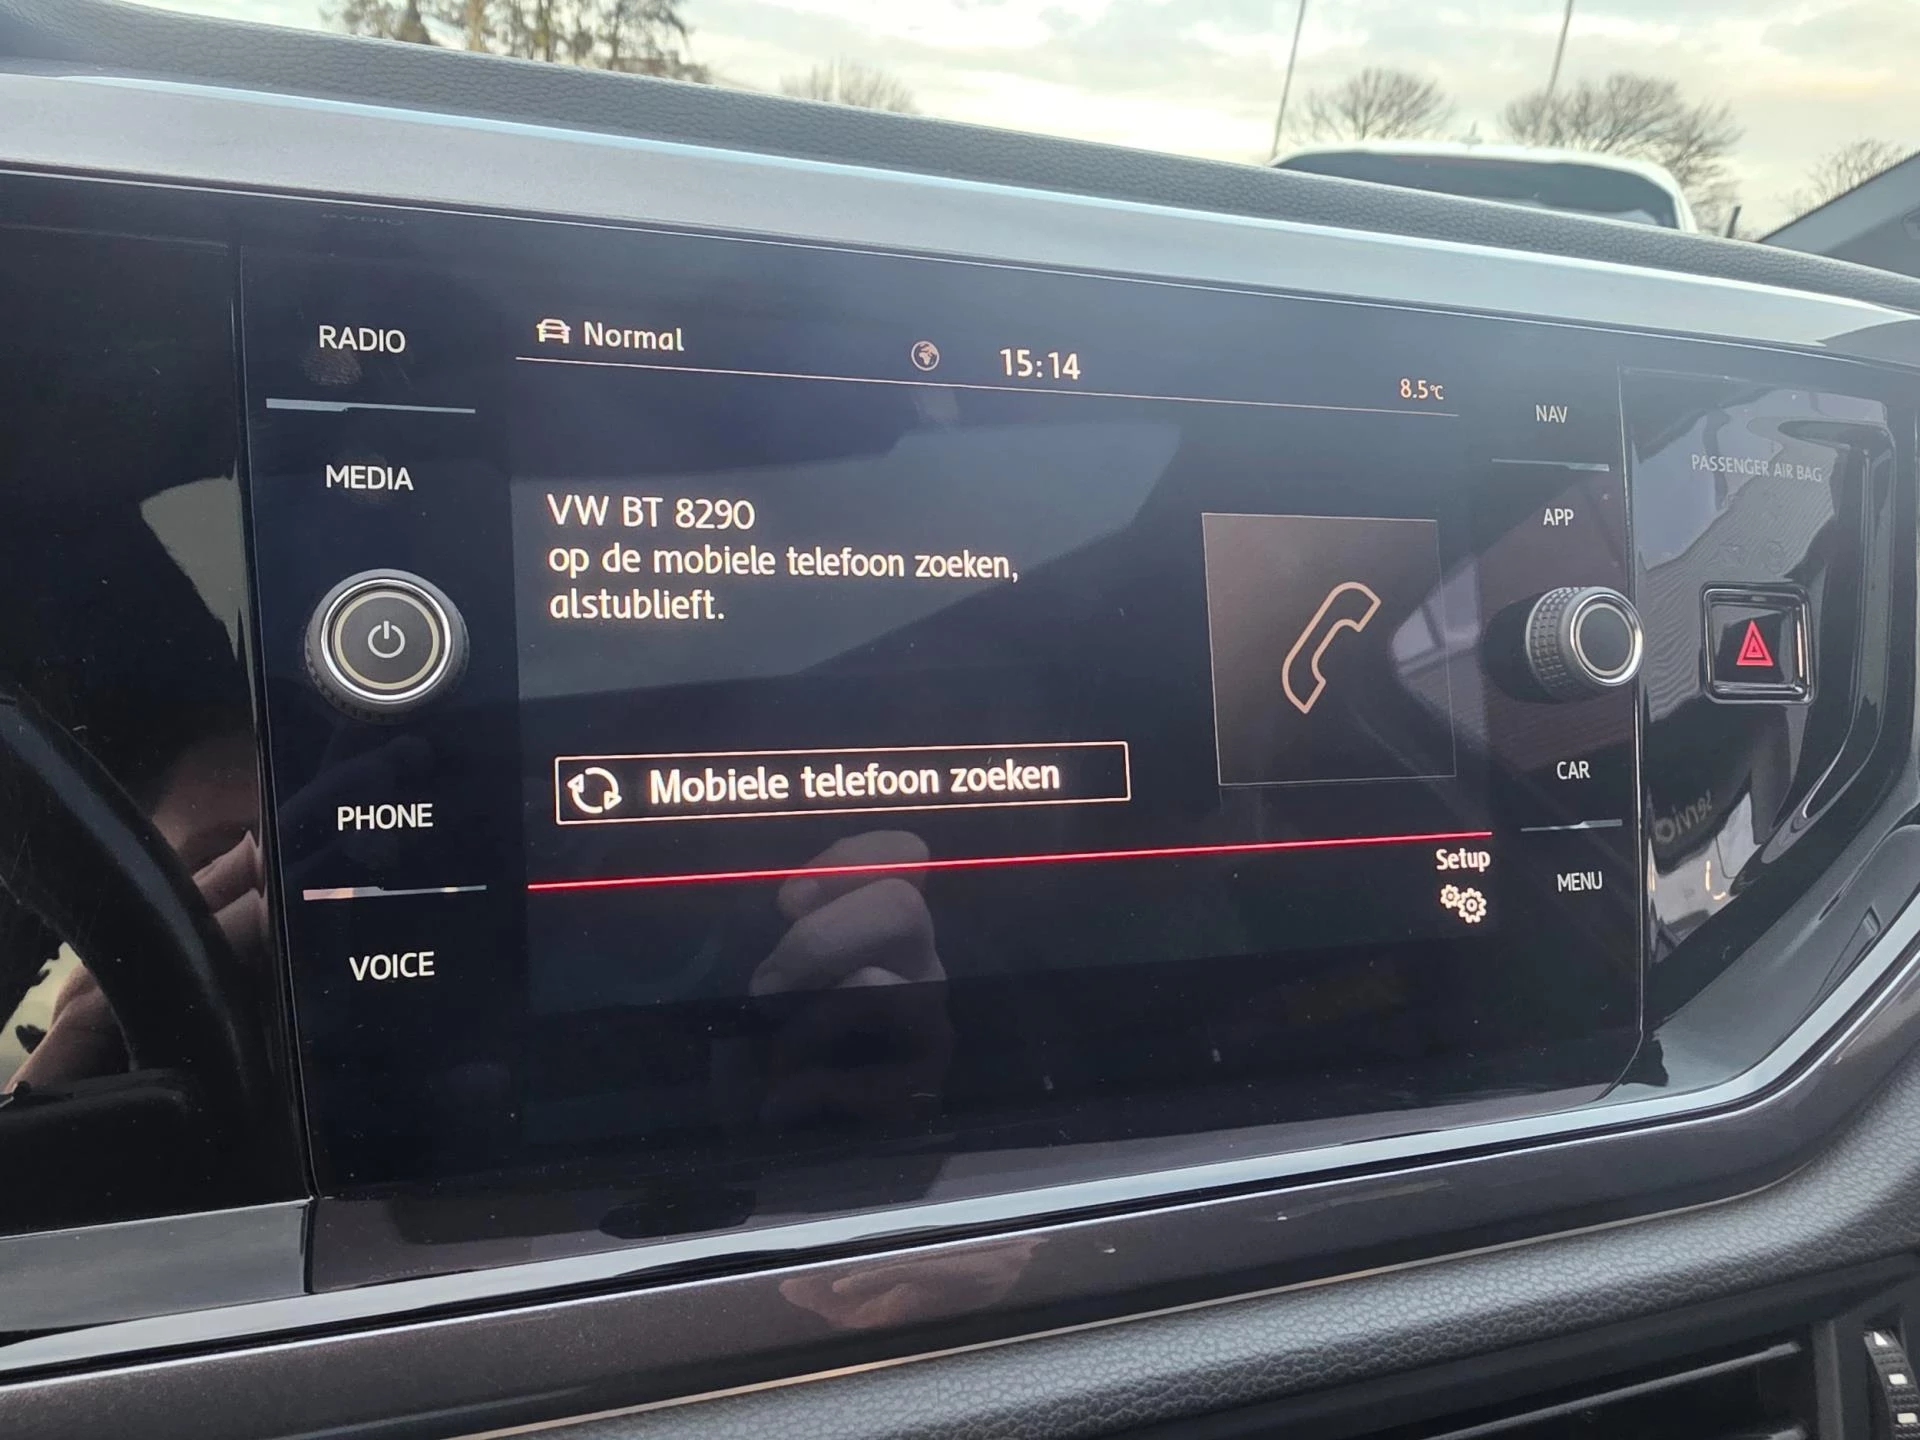 RADIO
MEDIA
PHONE
VOICE
Normal
15:14
8.5°C
VW BT 8290
op de mobiele telefoon zoeken,
alstublieft.
Mobiele telefoon zoeken
Setup
NAV
APP
CAR
MENU
PASSENGER AIR BAG